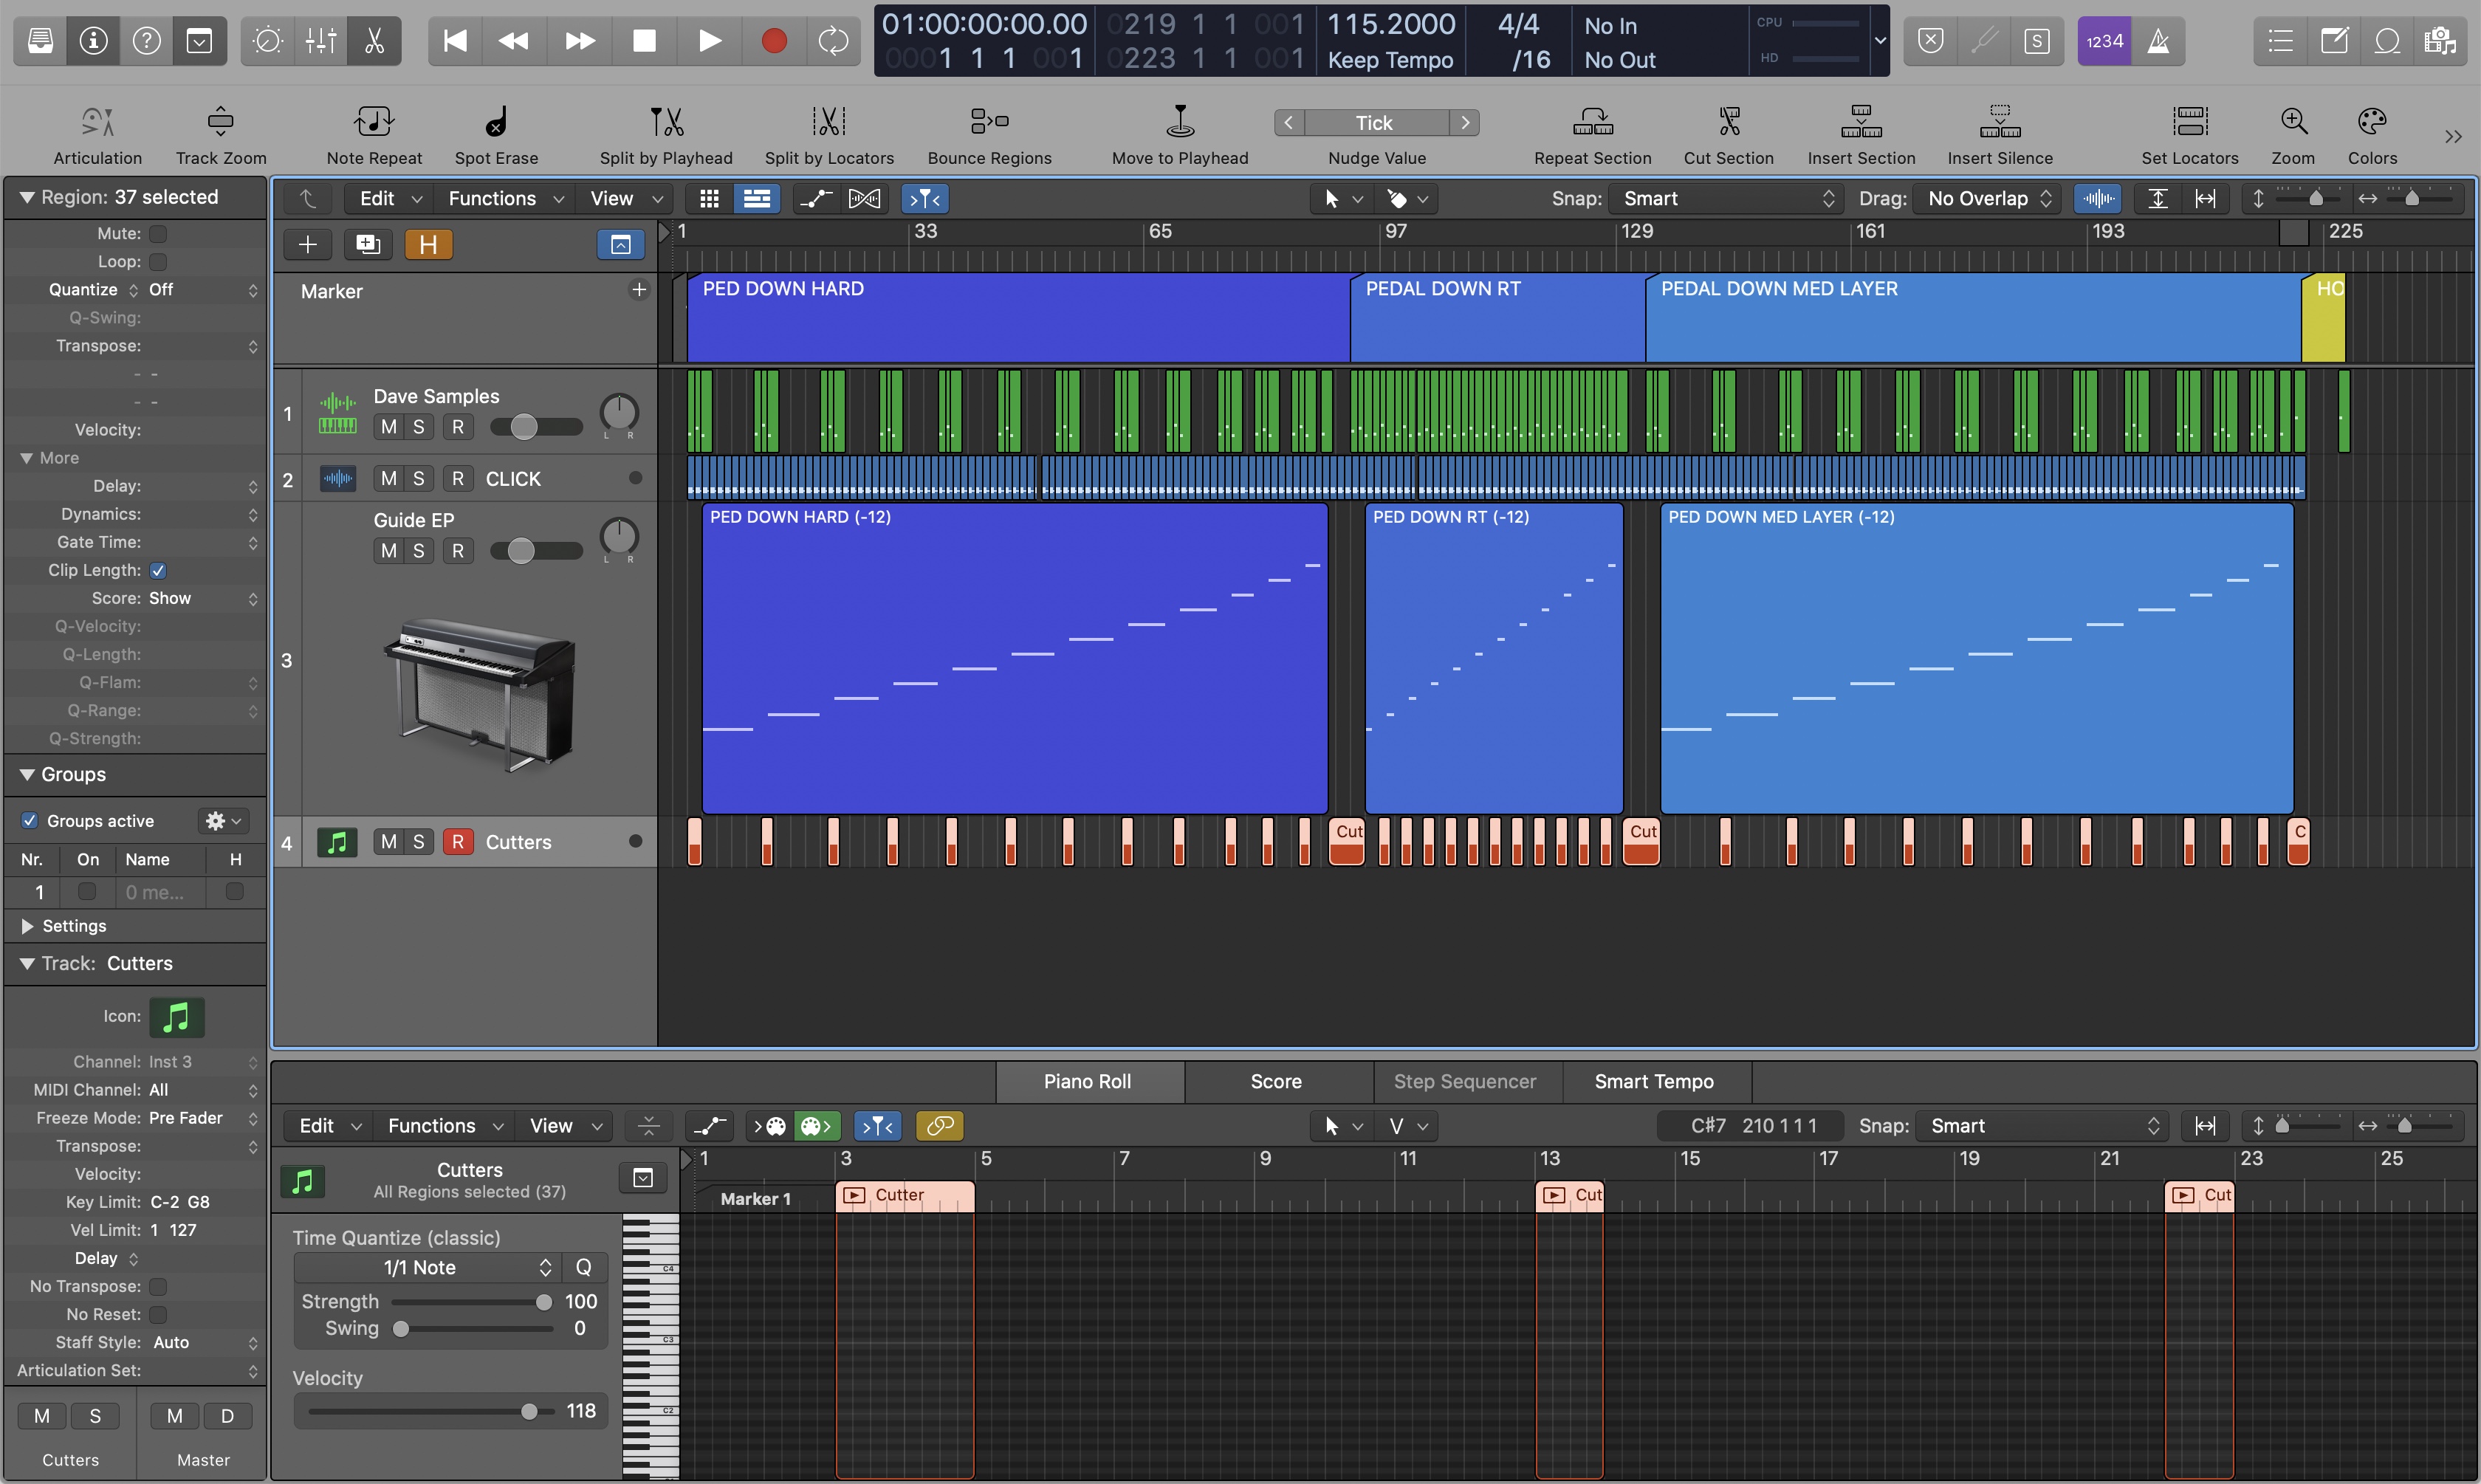 01:00:00:00.00 0219 1 1 001 115.2000 4/4 No In CPU
0001 1 1 001 0223 1 1 001 Keep Tempo /16 No Out HD
S 1234
Articulation Track Zoom Note Repeat Spot Erase Split by Playhead Split by Locators Bounce Regions Move to Playhead Tick Nudge Value Repeat Section Cut Section Insert Section Insert Silence Set Locators Zoom Colors
Region: 37 selected
Mute:
Loop:
Quantize Off
Q-Swing:
Transpose:
- -
- -
Velocity:
More
Delay:
Dynamics:
Gate Time:
Clip Length:
Score: Show
Q-Velocity:
Q-Length:
Q-Flam:
Q-Range:
Q-Strength:
Groups
Groups active
Nr. On Name H
1 0 me...
Settings
Track: Cutters
Icon:
Channel: Inst 3
MIDI Channel: All
Freeze Mode: Pre Fader
Transpose:
Velocity:
Key Limit: C-2 G8
Vel Limit: 1 127
Delay
No Transpose:
No Reset:
Staff Style: Auto
Articulation Set:
M S M D
Cutters Master
Edit Functions View Snap: Smart Drag: No Overlap
H
1 33 65 97 129 161 193 225
Marker
PED DOWN HARD PEDAL DOWN RT PEDAL DOWN MED LAYER HO
1 Dave Samples
M S R L R
2 M S R CLICK
Guide EP
M S R L R
3
PED DOWN HARD (-12) PED DOWN RT (-12) PED DOWN MED LAYER (-12)
4 M S R Cutters
Cut Cut C
Piano Roll Score Step Sequencer Smart Tempo
Edit Functions View V C#7 210 1 1 1 Snap: Smart
Cutters
All Regions selected (37)
1 3 5 7 9 11 13 15 17 19 21 23 25
Marker 1 Cutter Cut Cut
Time Quantize (classic)
1/1 Note Q
Strength 100
Swing 0
Velocity
118
C4
C3
C2